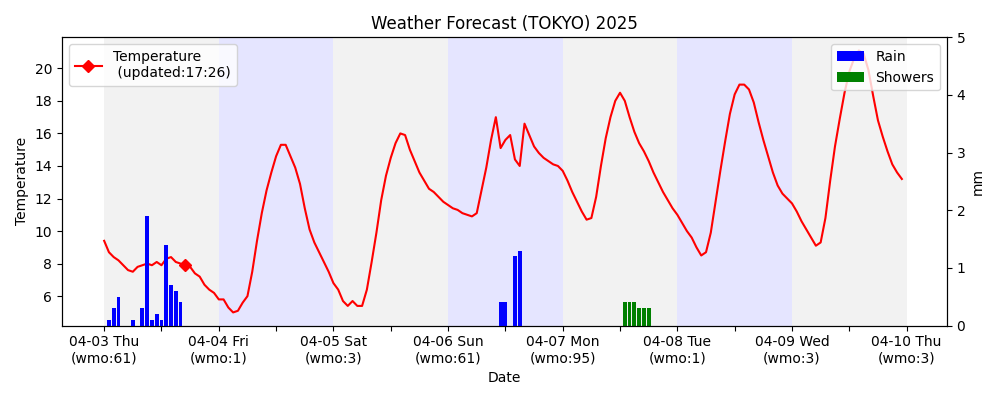 Weather Forecast (TOKYO) 2025
Temperature
(updated:17:26)
Rain
Showers
Temperature
20
18
16
14
12
10
8
6
5
4
3
2
1
0
mm
04-03 Thu
(wmo:61)
04-04 Fri
(wmo:1)
04-05 Sat
(wmo:3)
04-06 Sun
(wmo:61)
04-07 Mon
(wmo:95)
04-08 Tue
(wmo:1)
04-09 Wed
(wmo:3)
04-10 Thu
(wmo:3)
Date